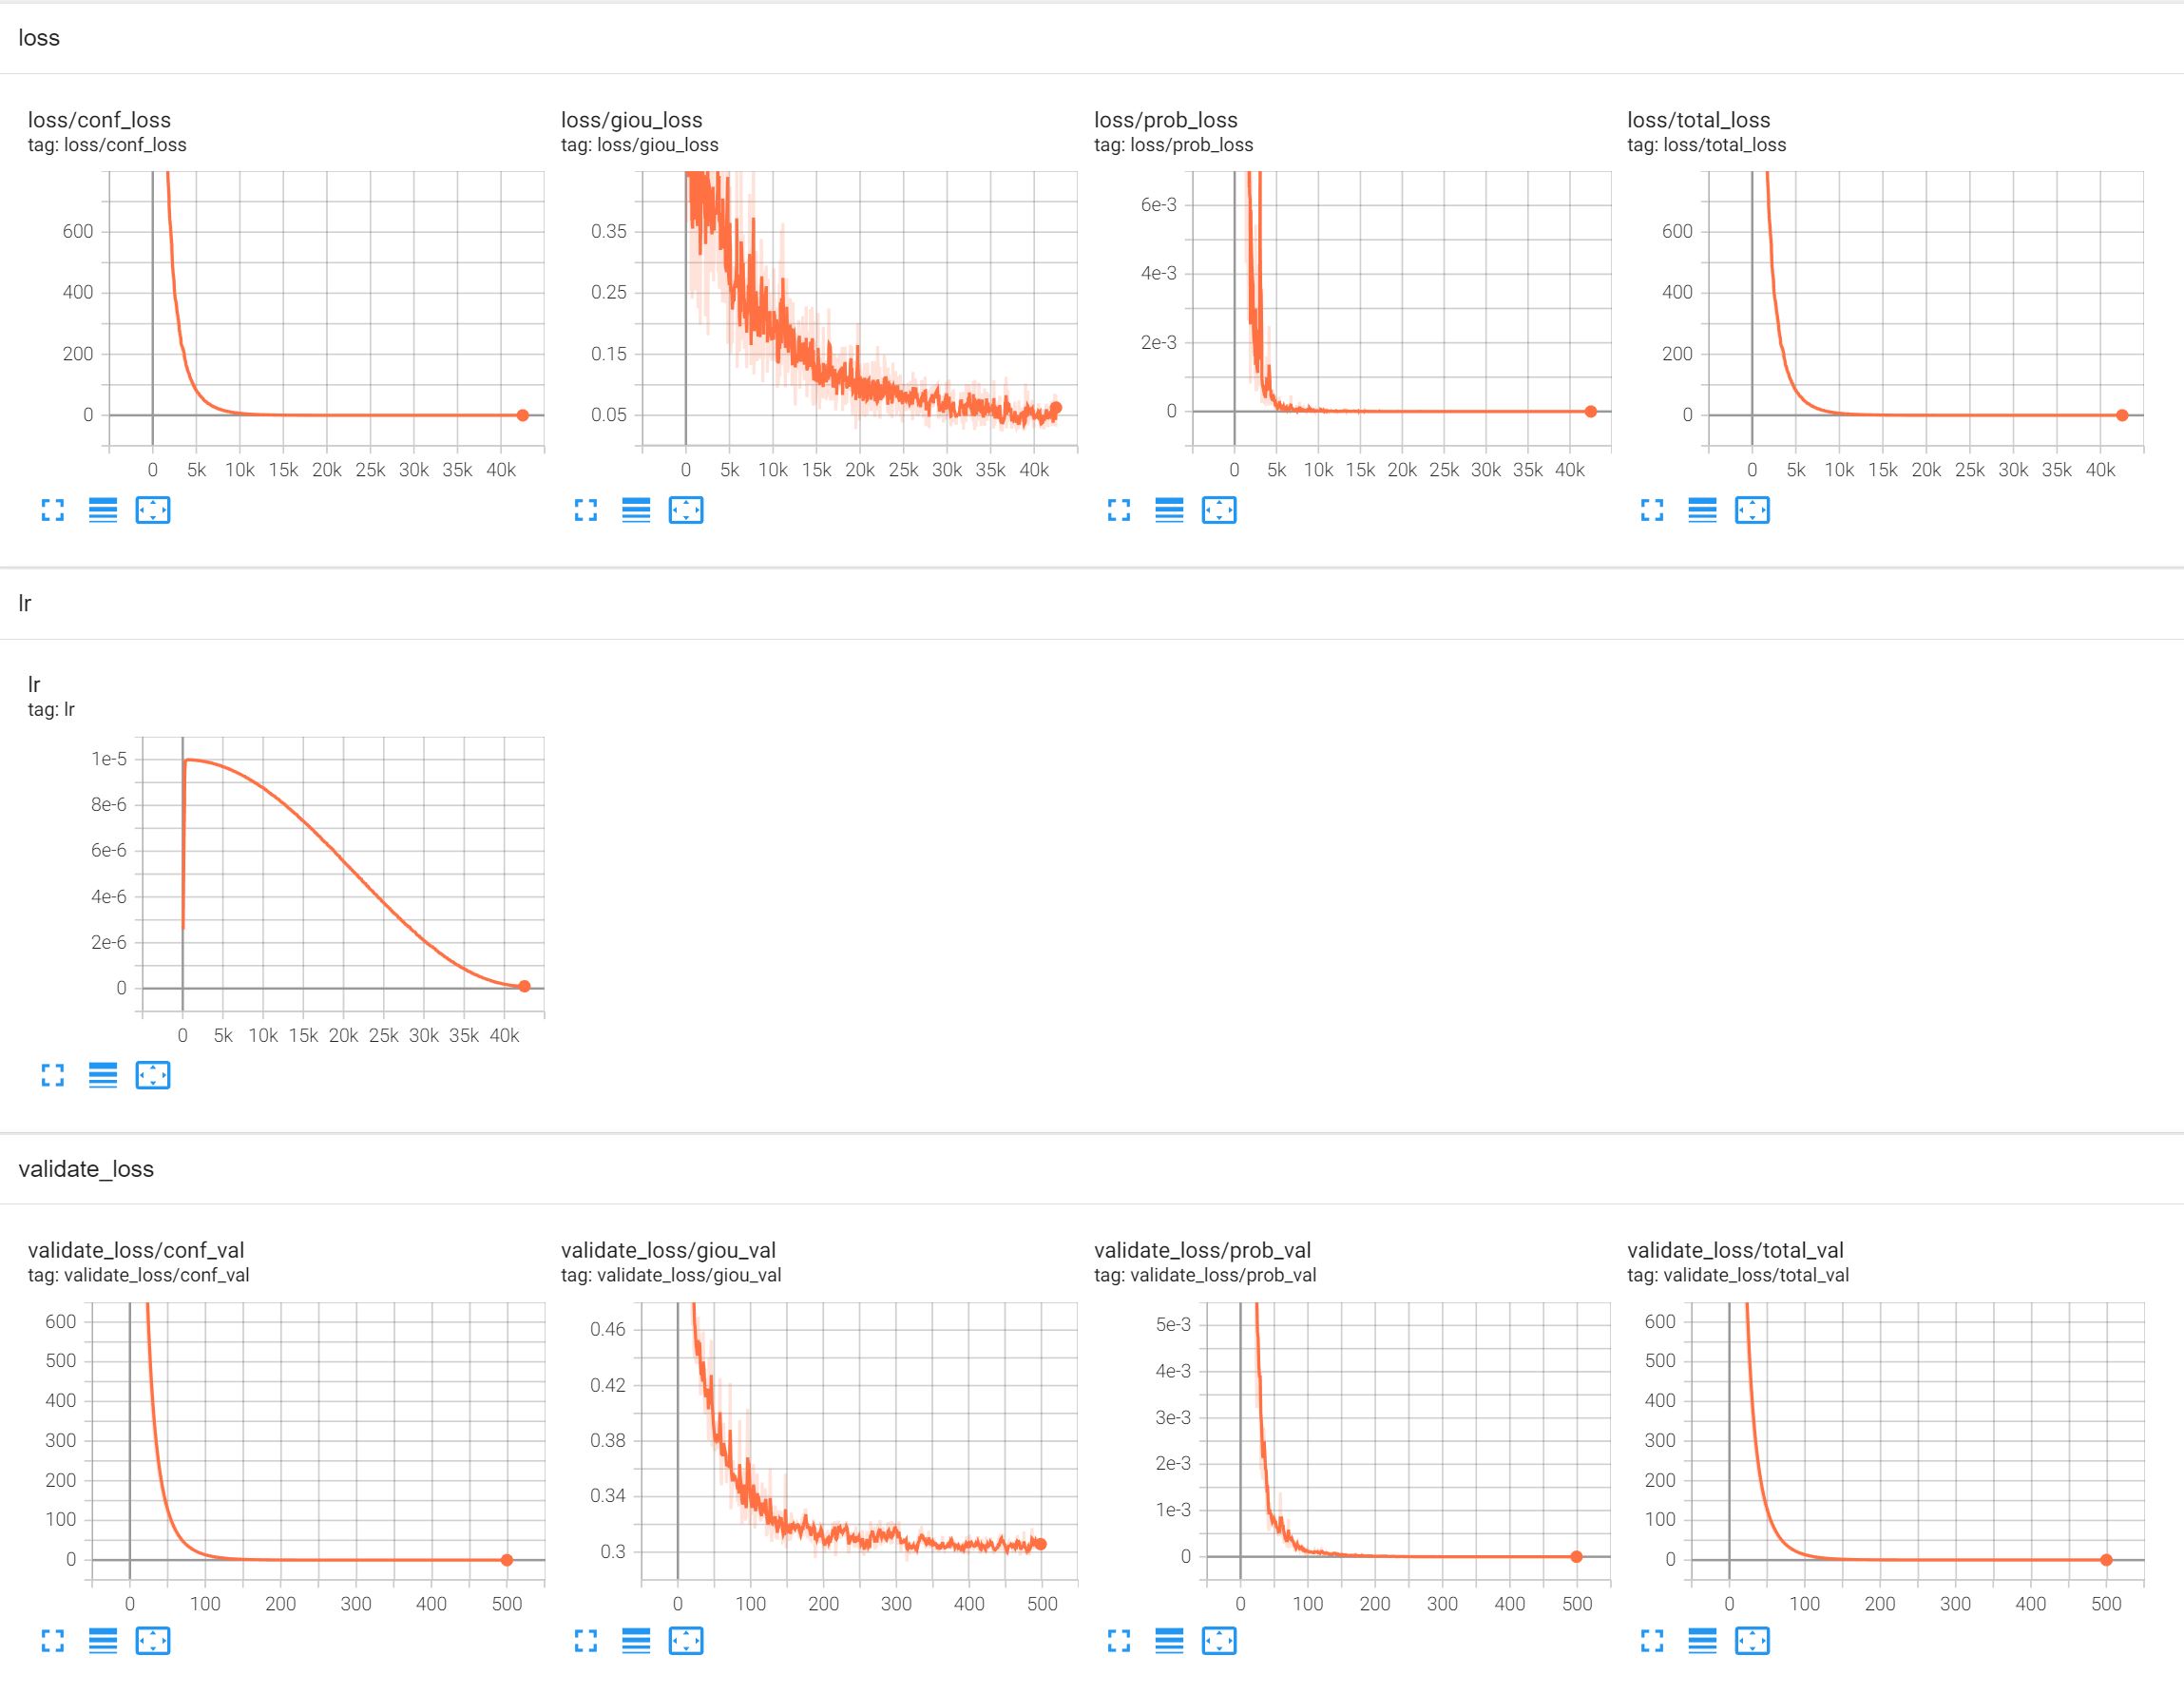 loss
loss/conf_loss
tag: loss/conf_loss
600
400
200
0
0 5k 10k 15k 20k 25k 30k 35k 40k
loss/giou_loss
tag: loss/giou_loss
0.35
0.25
0.15
0.05
0 5k 10k 15k 20k 25k 30k 35k 40k
loss/prob_loss
tag: loss/prob_loss
6e-3
4e-3
2e-3
0
0 5k 10k 15k 20k 25k 30k 35k 40k
loss/total_loss
tag: loss/total_loss
600
400
200
0
0 5k 10k 15k 20k 25k 30k 35k 40k
lr
lr
tag: lr
1e-5
8e-6
6e-6
4e-6
2e-6
0
0 5k 10k 15k 20k 25k 30k 35k 40k
validate_loss
validate_loss/conf_val
tag: validate_loss/conf_val
600
500
400
300
200
100
0
0 100 200 300 400 500
validate_loss/giou_val
tag: validate_loss/giou_val
0.46
0.42
0.38
0.34
0.3
0 100 200 300 400 500
validate_loss/prob_val
tag: validate_loss/prob_val
5e-3
4e-3
3e-3
2e-3
1e-3
0
0 100 200 300 400 500
validate_loss/total_val
tag: validate_loss/total_val
600
500
400
300
200
100
0
0 100 200 300 400 500